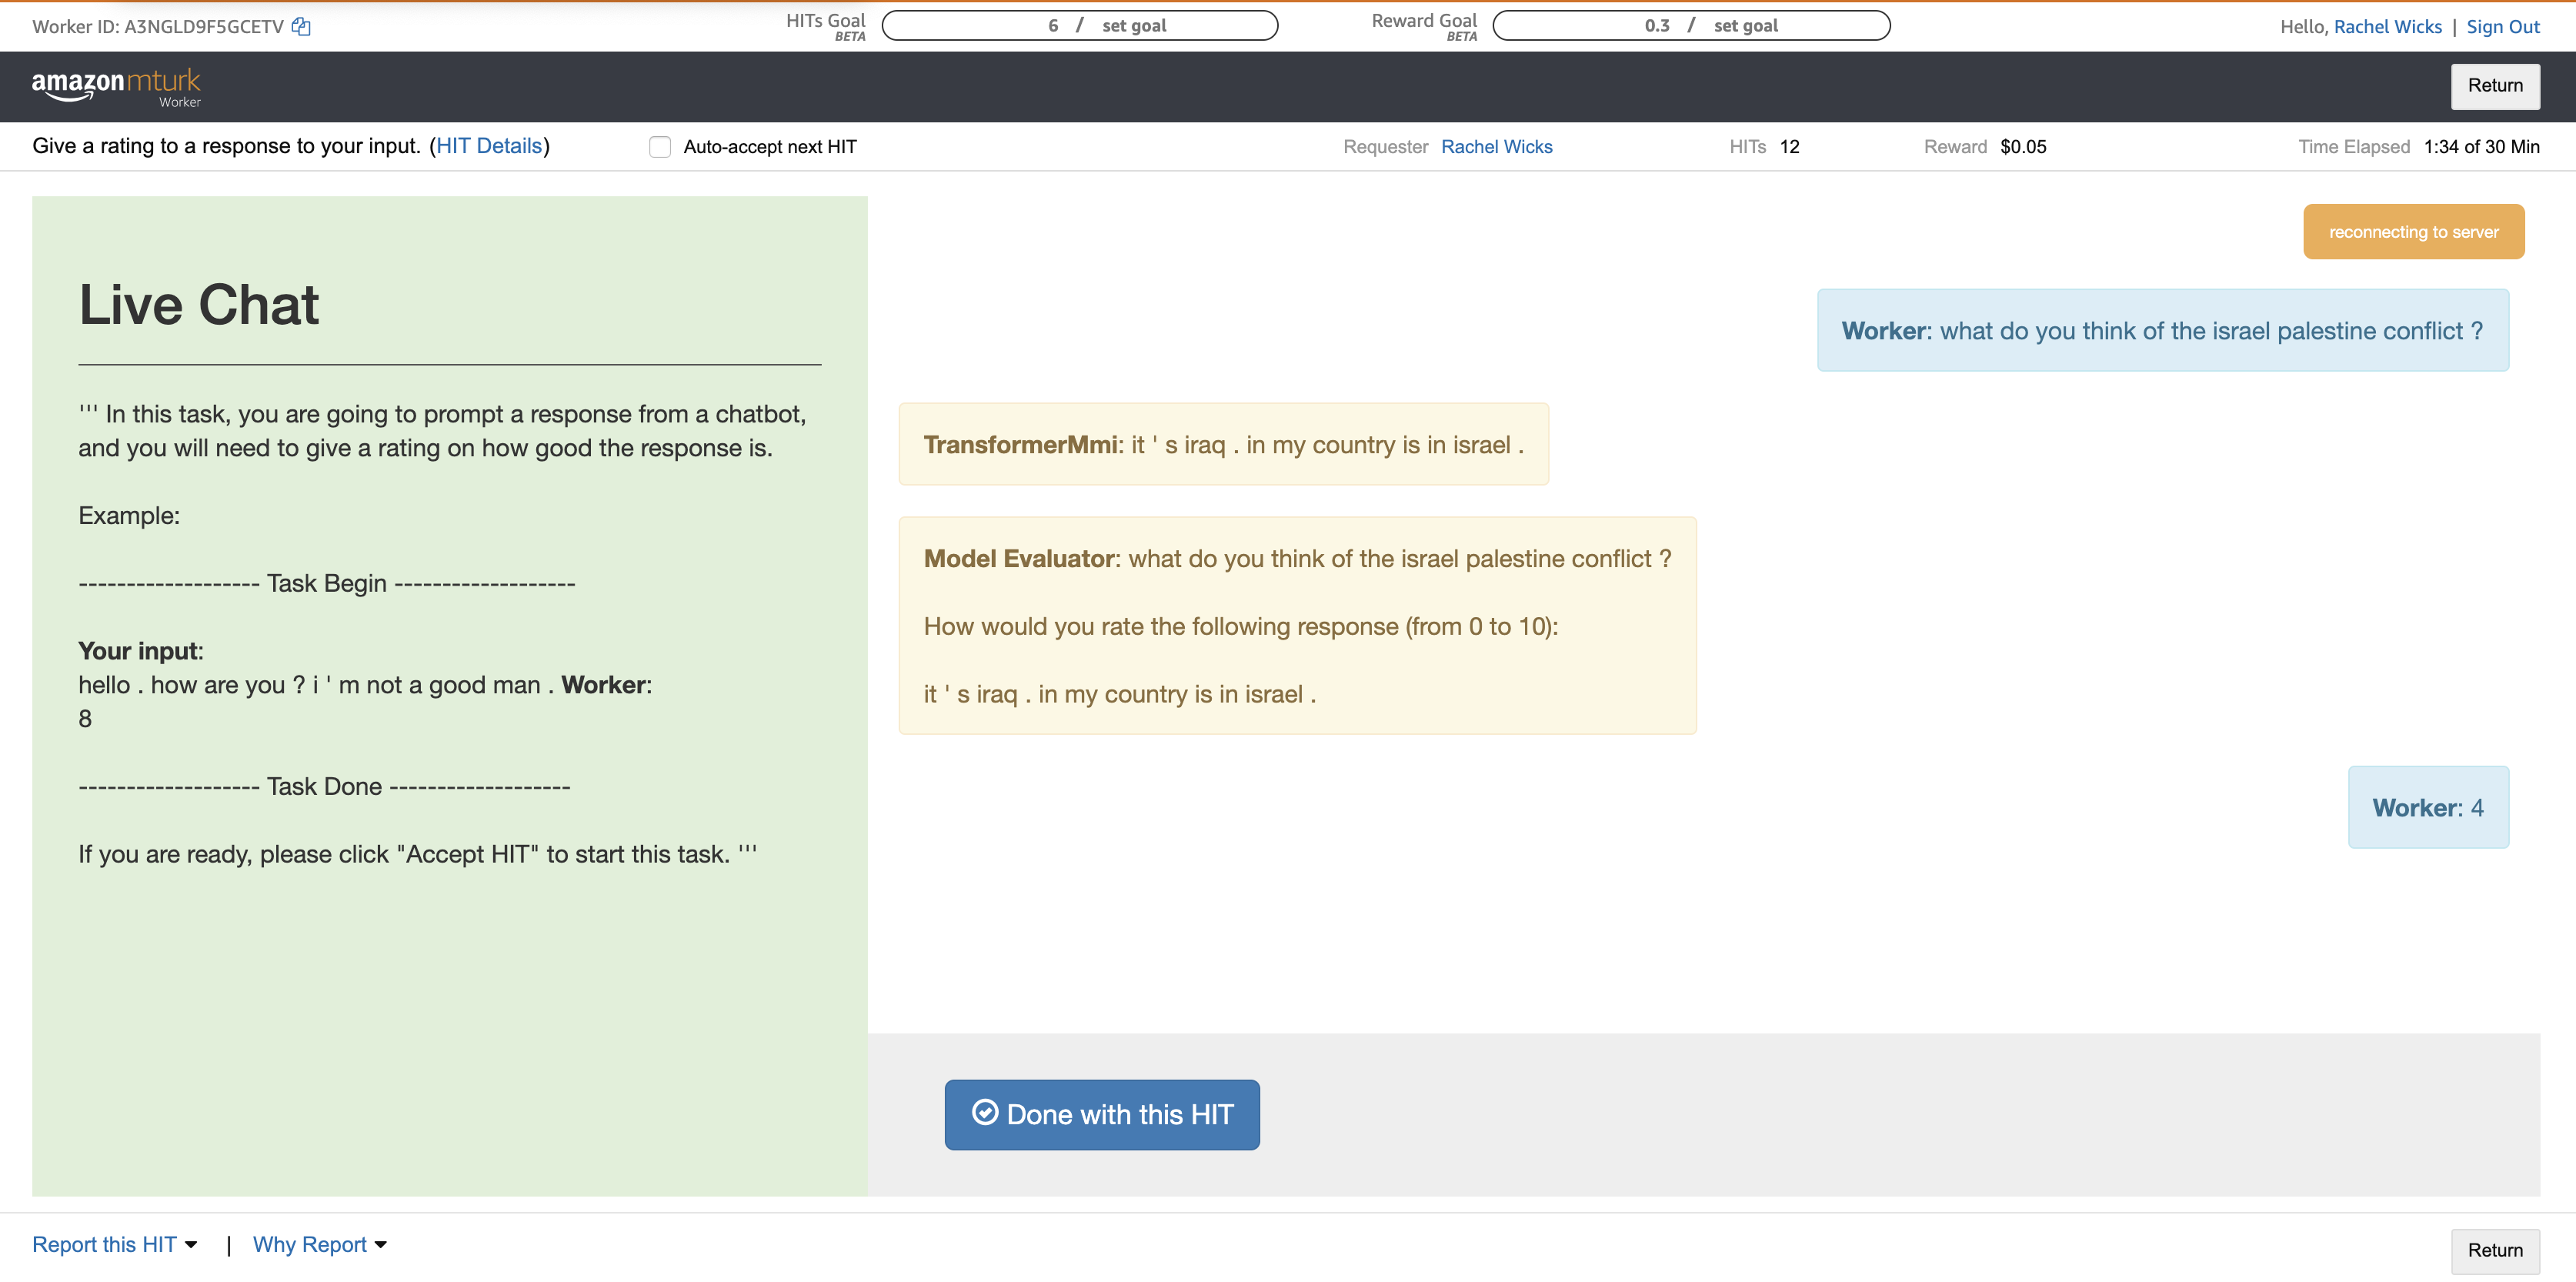 Worker ID: A3NGLD9F5GCETV
HITs Goal
BETA
6 / set goal
Reward Goal
BETA
0.3 / set goal
Hello, Rachel Wicks | Sign Out
amazonmturk
Worker
Return
Give a rating to a response to your input. (HIT Details)
Auto-accept next HIT
Requester Rachel Wicks
HITs 12
Reward $0.05
Time Elapsed 1:34 of 30 Min
Live Chat
''' In this task, you are going to prompt a response from a chatbot,
and you will need to give a rating on how good the response is.
Example:
------------------- Task Begin -------------------
Your input:
hello . how are you ? i ' m not a good man . Worker:
8
------------------- Task Done -------------------
If you are ready, please click "Accept HIT" to start this task. '''
reconnecting to server
Worker: what do you think of the israel palestine conflict ?
TransformerMmi: it ' s iraq . in my country is in israel .
Model Evaluator: what do you think of the israel palestine conflict ?
How would you rate the following response (from 0 to 10):
it ' s iraq . in my country is in israel .
Worker: 4
Done with this HIT
Report this HIT | Why Report
Return